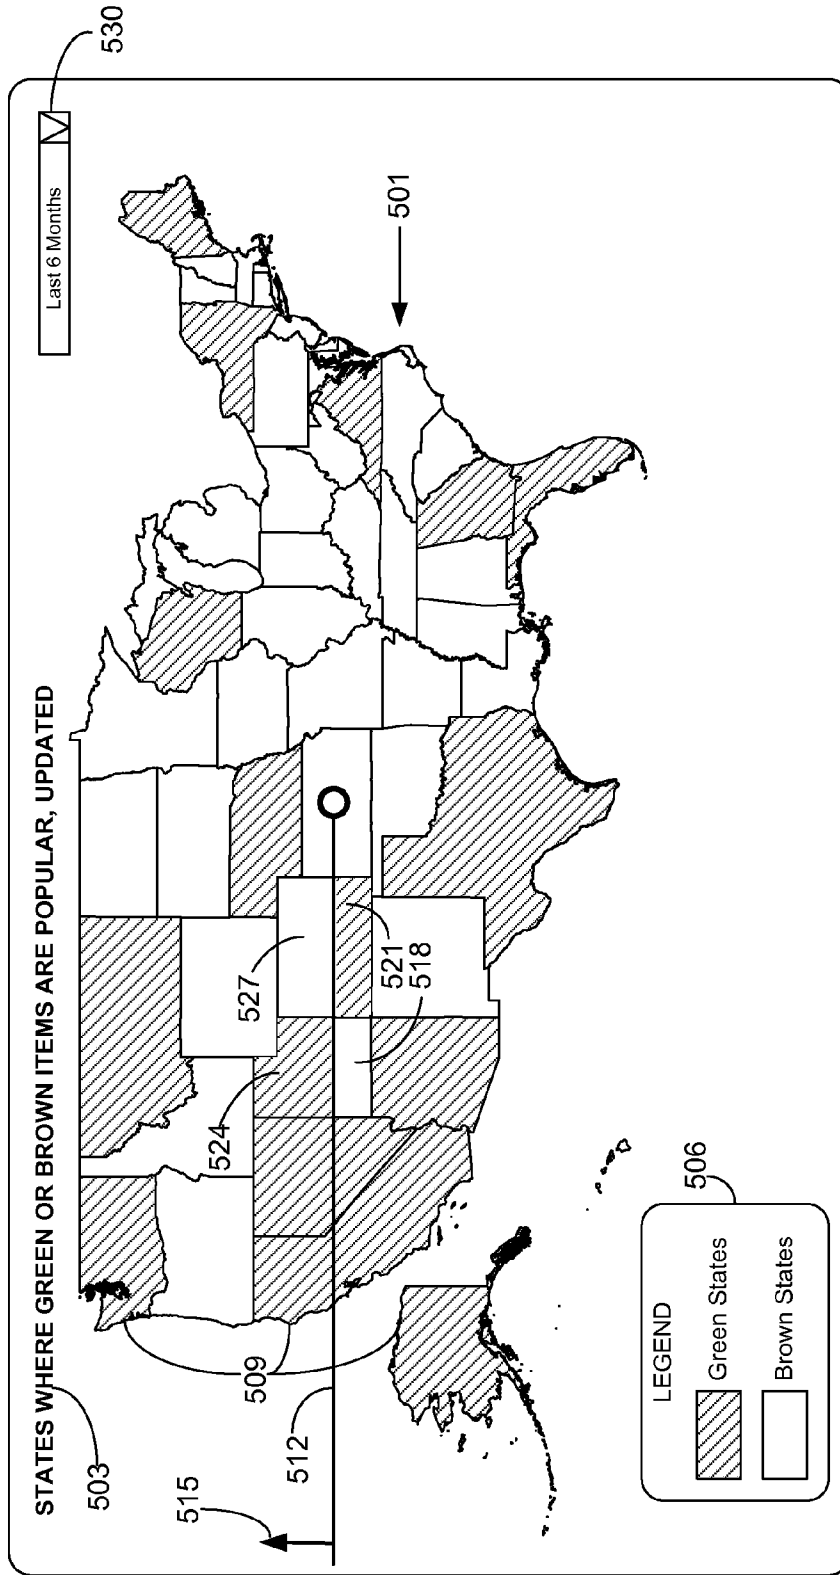 STATES WHERE GREEN OR BROWN ITEMS ARE POPULAR, UPDATED
Last 6 Months
530
503
501
515
512
509
524
527
521
518
506
LEGEND
Green States
Brown States